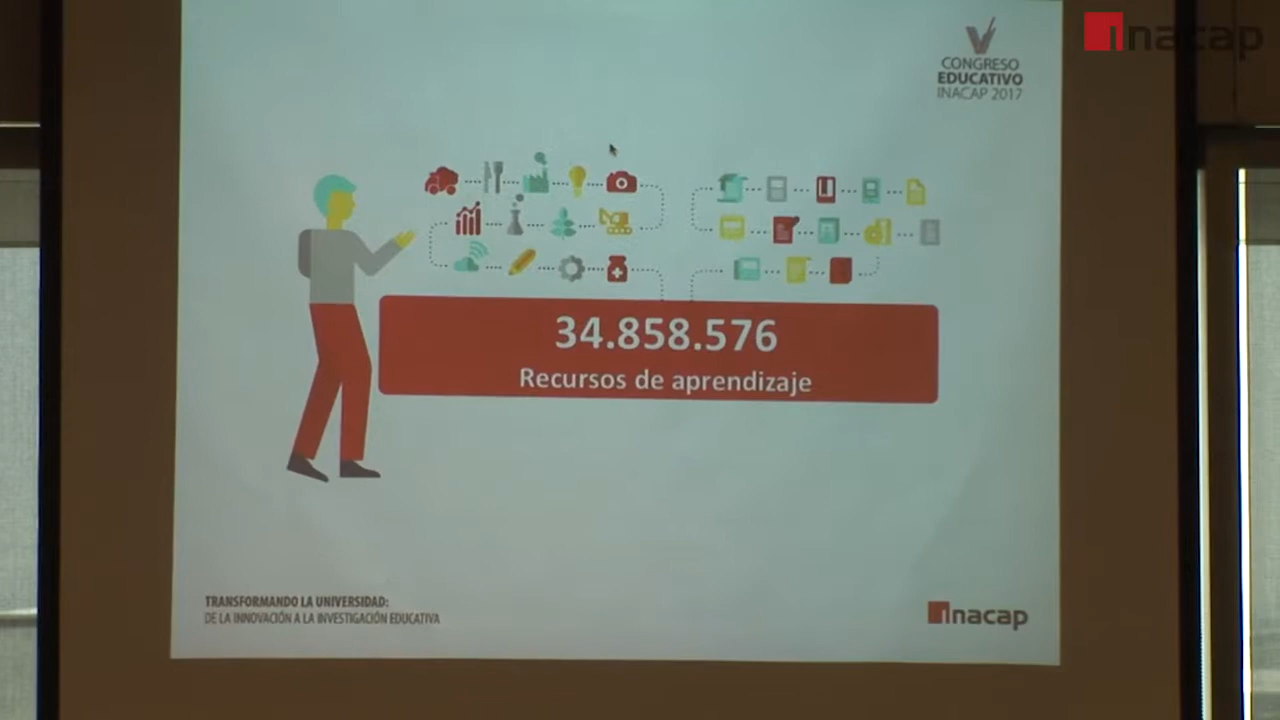 inacap
CONGRESO
EDUCATIVO
INACAP 2017
34.858.576
Recursos de aprendizaje
TRANSFORMANDO LA UNIVERSIDAD:
DE LA INNOVACIÓN A LA INVESTIGACIÓN EDUCATIVA
inacap